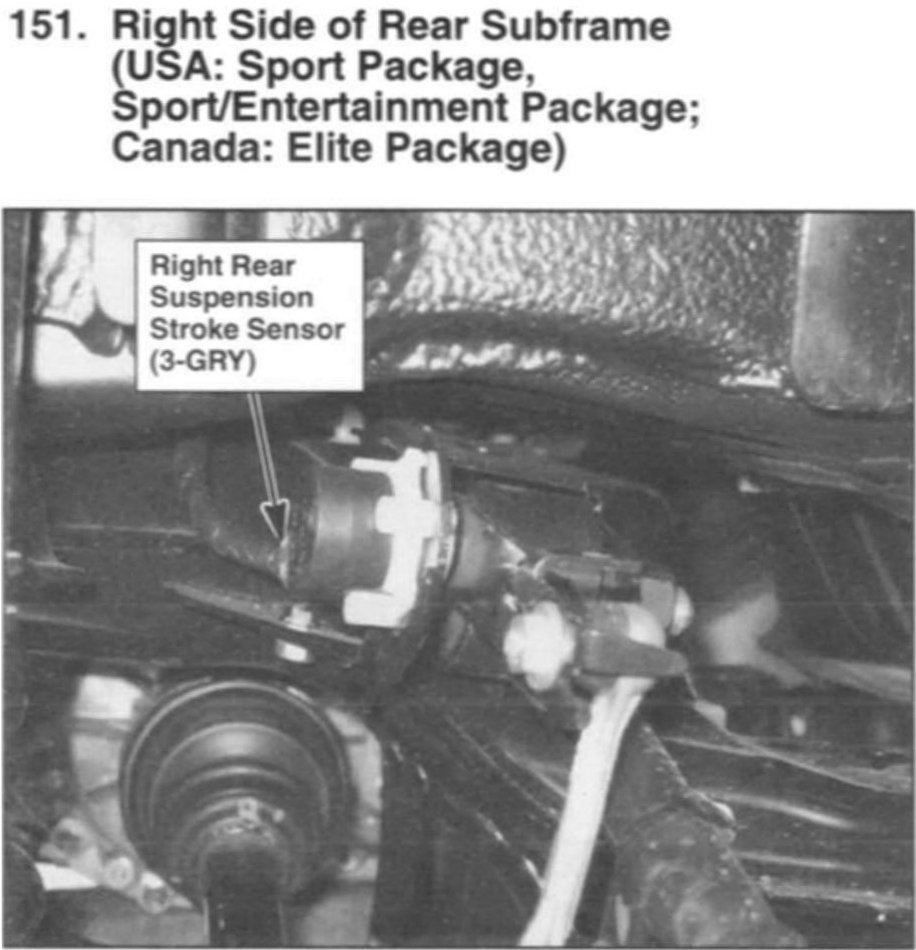 151. Right Side of Rear Subframe
(USA: Sport Package,
Sport/Entertainment Package;
Canada: Elite Package)
Right Rear
Suspension
Stroke Sensor
(3-GRY)